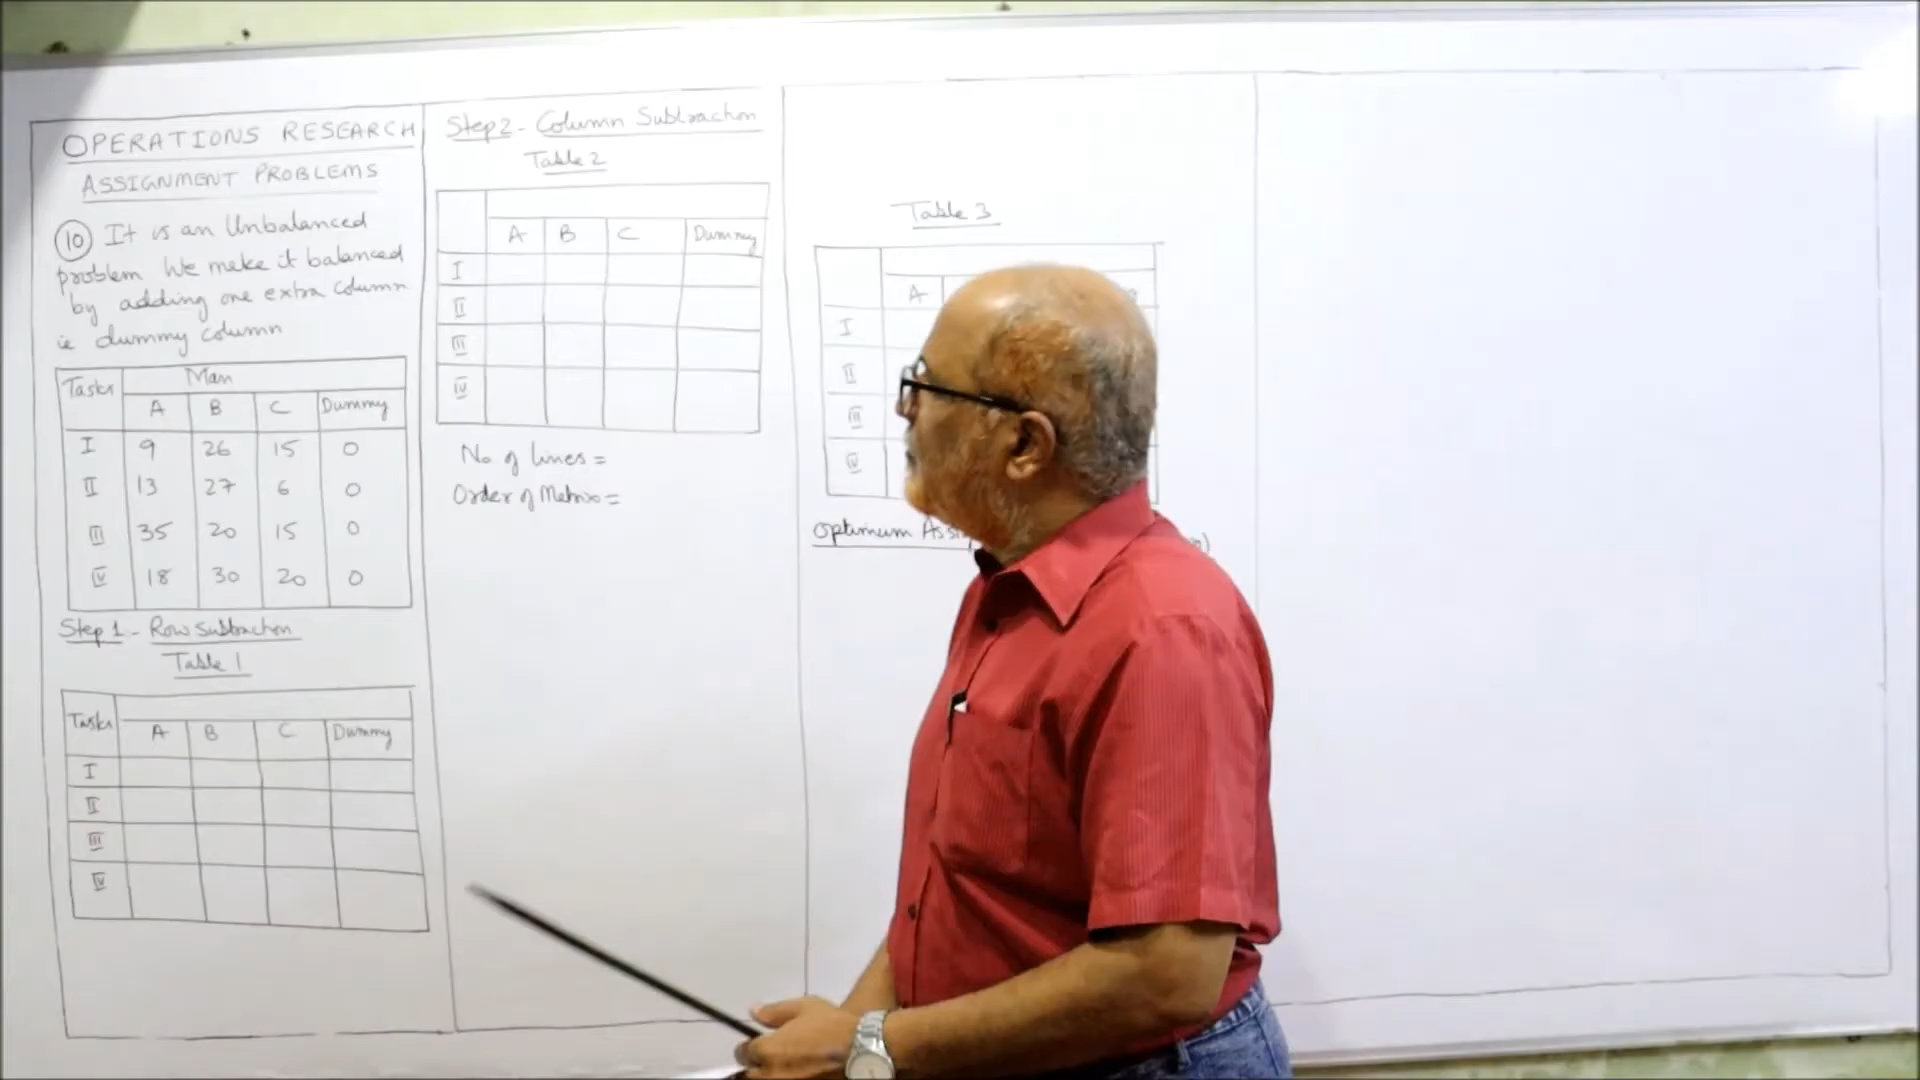 OPERATIONS RESEARCH
ASSIGNMENT PROBLEMS
10 It is an Unbalanced
problem We make it balanced
by adding one extra column
ie dummy column
Tasks Man
A B C Dummy
I 9 26 15 0
II 13 27 6 0
III 35 20 15 0
IV 18 30 20 0
Step 1 - Row Subtraction
Table 1
Tasks
A B C Dummy
I
II
III
IV
Step 2 - Column Subtraction
Table 2
A B C Dummy
I
II
III
IV
No. of lines =
Order of Matrix =
Table 3
A
I
II
III
IV
Optimum